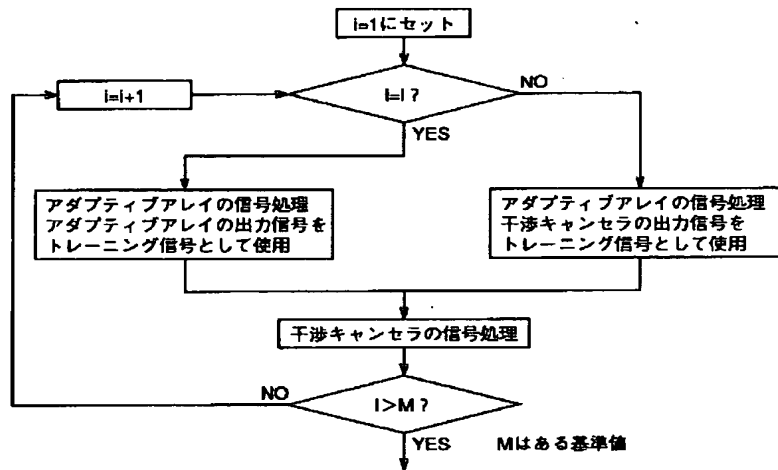 i=1にセット
i=i+1
i=i ?
NO
YES
アダプティブアレイの信号処理
アダプティブアレイの出力信号を
トレーニング信号として使用
アダプティブアレイの信号処理
干渉キャンセラの出力信号を
トレーニング信号として使用
干渉キャンセラの信号処理
NO
I>M ?
YES
Mはある基準値